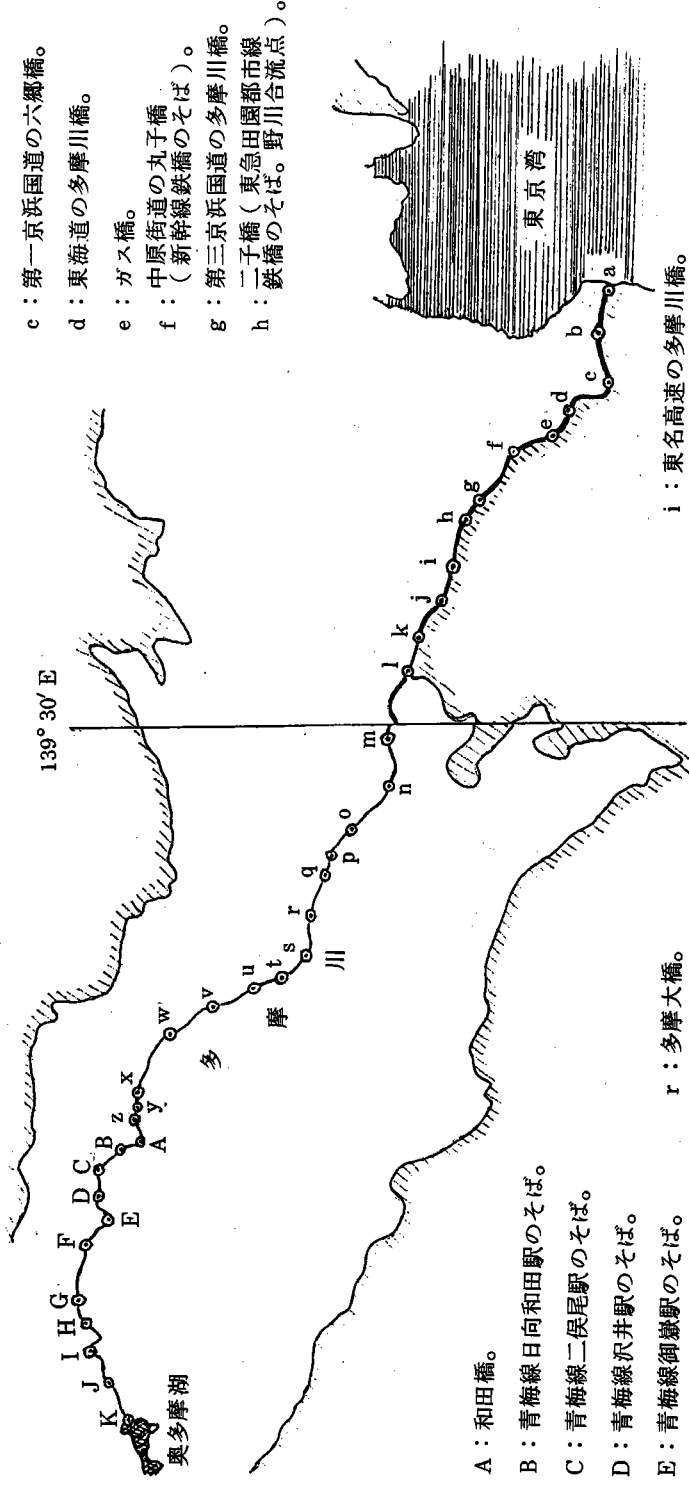 c：第一京浜国道の六郷橋。
d：東海道の多摩川橋。
e：ガス橋。
f：中原街道の丸子橋
（新幹線鉄橋のそば）。
g：第三京浜国道の多摩川橋。
h：二子橋（東急田園都市線
鉄橋のそば。野川合流点）。
139°30′E
東京湾
a
b
c
d
e
f
g
h
i
j
k
l
m
n
o
p
q
r
s
t
u
v
w
x
y
z
A
B
C
D
E
F
G
H
I
J
K
多摩川
奥多摩湖
i：東名高速の多摩川橋。
r：多摩大橋。
A：和田橋。
B：青梅線日向和田駅のそば。
C：青梅線二俣尾駅のそば。
D：青梅線沢井駅のそば。
E：青梅線御嶽駅のそば。